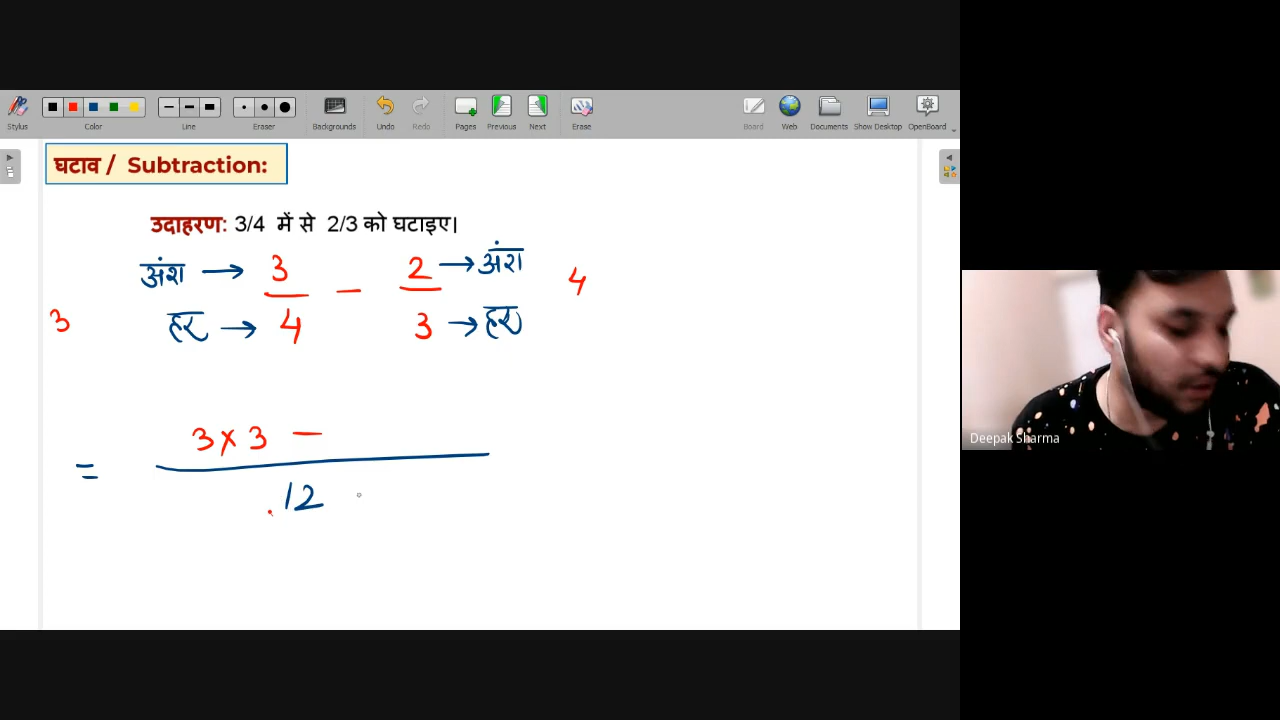 Stylus Color Line Eraser Backgrounds Undo Redo Pages Previous Next Erase Board Web Documents Show Desktop OpenBoard
घटाव / Subtraction:
उदाहरण: 3/4 में से 2/3 को घटाइए।
अंश → 3 − 2 → अंश 4
3 हर → 4 3 → हर
3 × 3 −
=
.12
Deepak Sharma